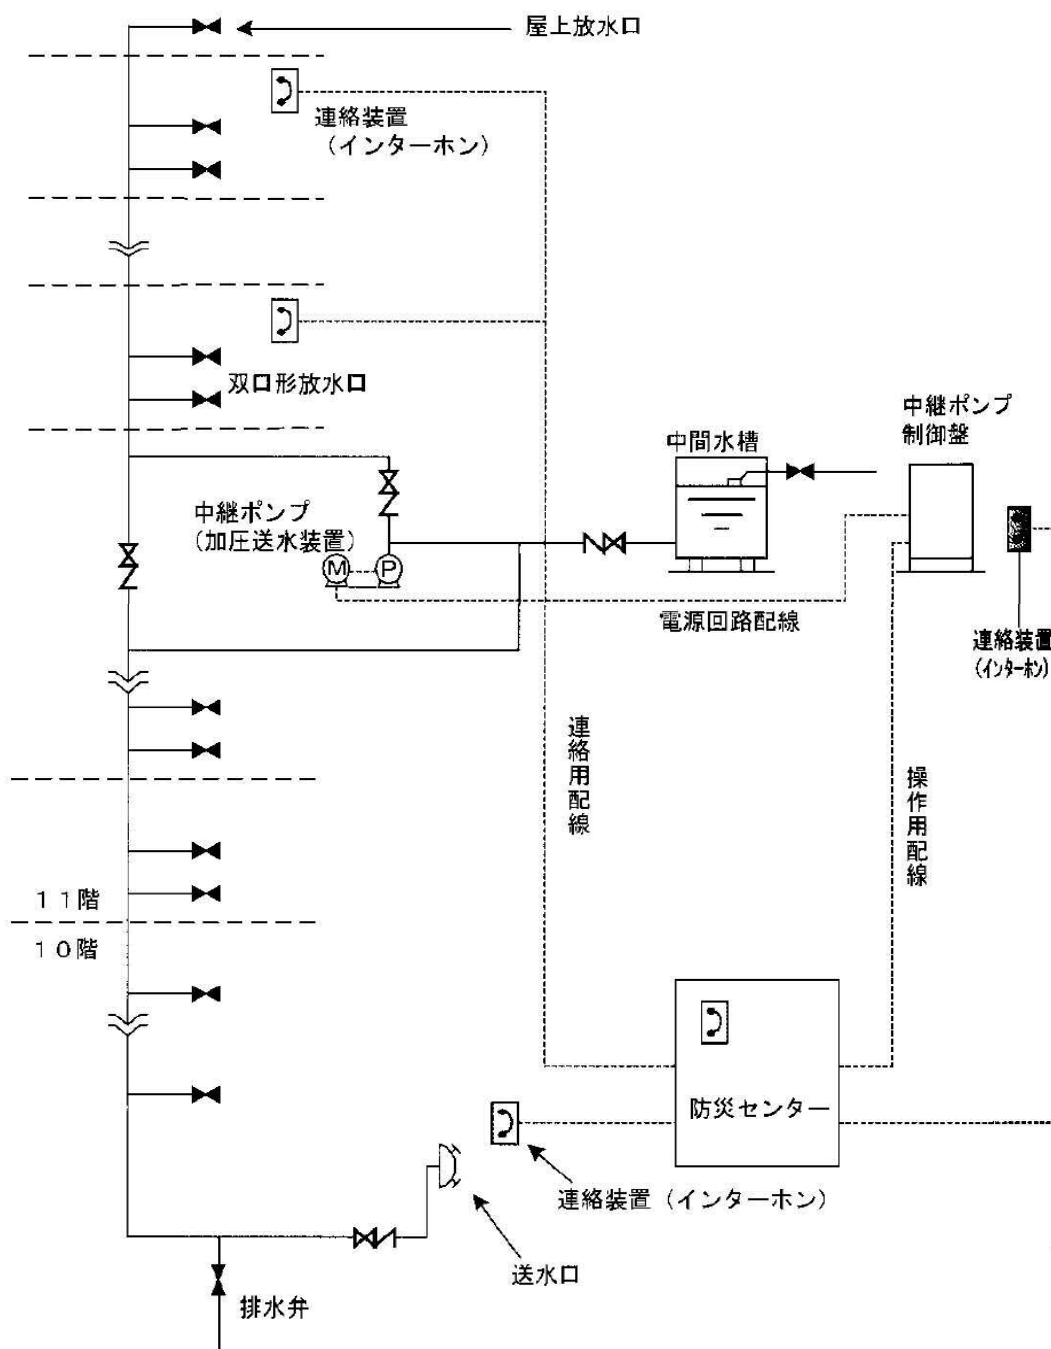 屋上放水口
連絡装置
（インターホン）
双口形放水口
中継ポンプ
制御盤
中間水槽
中継ポンプ
（加圧送水装置）
M
P
電源回路配線
連絡装置
（インターホン）
連絡用配線
操作用配線
１１階
１０階
防災センター
連絡装置（インターホン）
送水口
排水弁